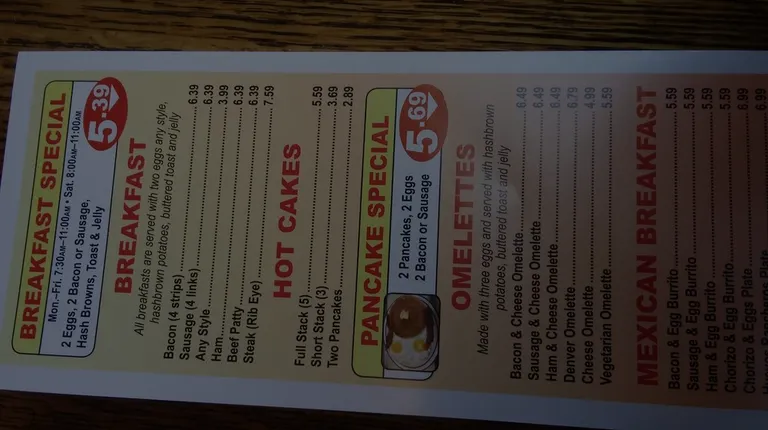 BREAKFAST SPECIAL
Mon.-Fri. 7:30AM-11:00AM • Sat. 8:00AM-11:00AM
2 Eggs, 2 Bacon or Sausage,
Hash Browns, Toast & Jelly
5.39
BREAKFAST
All breakfasts are served with two eggs any style,
hashbrown potatoes, buttered toast and jelly
Bacon (4 strips) 6.39
Sausage (4 links) 6.39
Any Style 3.99
Ham 6.39
Beef Patty 6.39
Steak (Rib Eye) 7.59
HOT CAKES
Full Stack (5) 5.59
Short Stack (3) 3.69
Two Pancakes 2.89
PANCAKE SPECIAL
2 Pancakes, 2 Eggs
2 Bacon or Sausage
5.69
OMELETTES
Made with three eggs and served with hashbrown
potatoes, buttered toast and jelly
Bacon & Cheese Omelette 6.49
Sausage & Cheese Omelette 6.49
Ham & Cheese Omelette 6.49
Denver Omelette 6.79
Cheese Omelette 4.99
Vegetarian Omelette 5.59
MEXICAN BREAKFAST
Bacon & Egg Burrito 5.59
Sausage & Egg Burrito 5.59
Ham & Egg Burrito 5.59
Chorizo & Egg Burrito 5.59
Chorizo & Eggs Plate 6.99
Huevos Rancheros Plate 6.99